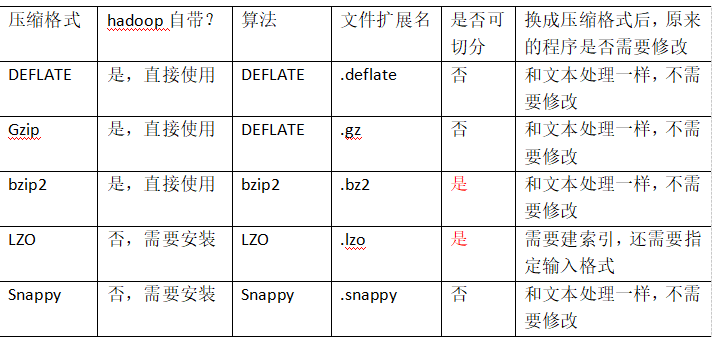 压缩格式 hadoop 自带？ 算法 文件扩展名 是否可切分 换成压缩格式后，原来的程序是否需要修改
DEFLATE 是，直接使用 DEFLATE .deflate 否 和文本处理一样，不需要修改
Gzip 是，直接使用 DEFLATE .gz 否 和文本处理一样，不需要修改
bzip2 是，直接使用 bzip2 .bz2 是 和文本处理一样，不需要修改
LZO 否，需要安装 LZO .lzo 是 需要建索引，还需要指定输入格式
Snappy 否，需要安装 Snappy .snappy 否 和文本处理一样，不需要修改